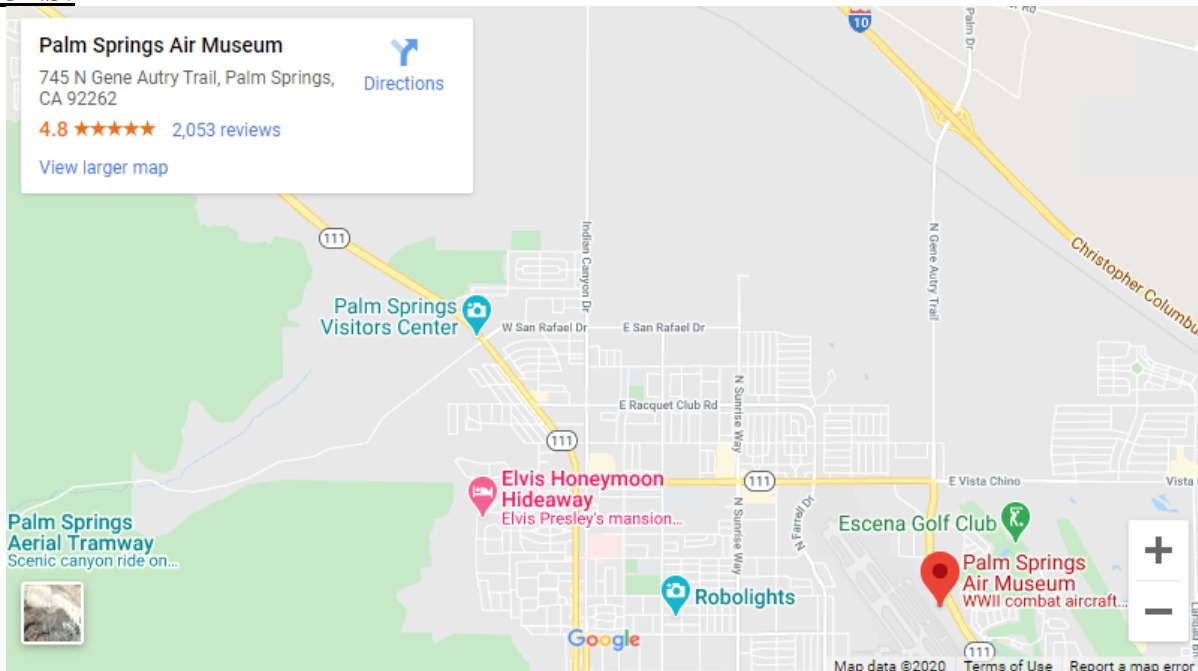 Palm Springs Air Museum
745 N Gene Autry Trail, Palm Springs,
CA 92262
4.8 ★★★★★ 2,053 reviews
View larger map
Directions
10
Palm Dr
Rd
111
Indian Canyon Dr
N Gene Autry Trail
Christopher Columbu
Palm Springs
Visitors Center
W San Rafael Dr
E San Rafael Dr
N Sunrise Way
E Racquet Club Rd
111
Elvis Honeymoon
Hideaway
Elvis Presley's mansion...
111
E Vista Chino
Vista
N Sunrise Way
N Farrell Dr
Escena Golf Club
Palm Springs
Aerial Tramway
Scenic canyon ride on...
Palm Springs
Air Museum
WWII combat aircraft...
Robolights
Google
111
Map data ©2020 Terms of Use Report a map error